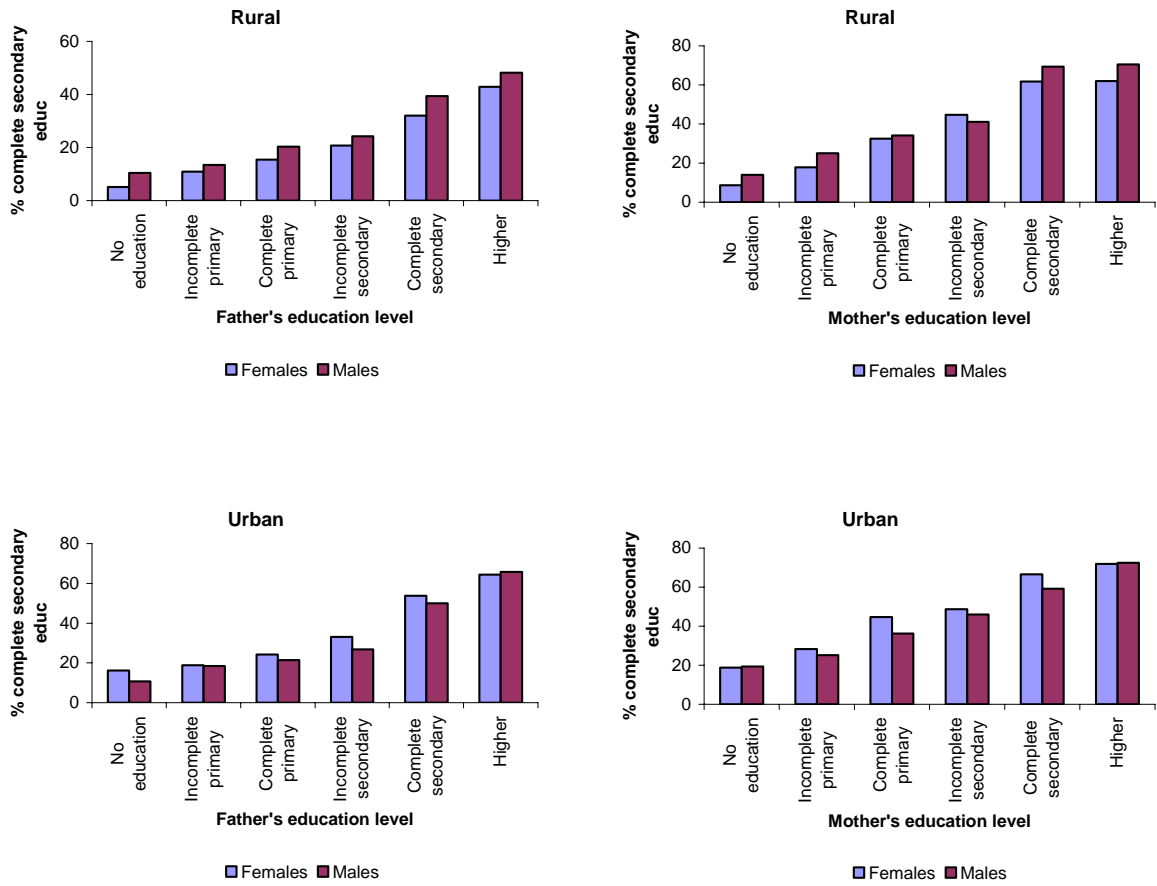 Rural
% complete secondary
educ
60
40
20
0
No
education
Incomplete
primary
Complete
primary
Incomplete
secondary
Complete
secondary
Higher
Father's education level
Females Males
Rural
% complete secondary
educ
80
60
40
20
0
No
education
Incomplete
primary
Complete
primary
Incomplete
secondary
Complete
secondary
Higher
Mother's education level
Females Males
Urban
% complete secondary
educ
80
60
40
20
0
No
education
Incomplete
primary
Complete
primary
Incomplete
secondary
Complete
secondary
Higher
Father's education level
Females Males
Urban
% complete secondary
educ
80
60
40
20
0
No
education
Incomplete
primary
Complete
primary
Incomplete
secondary
Complete
secondary
Higher
Mother's education level
Females Males